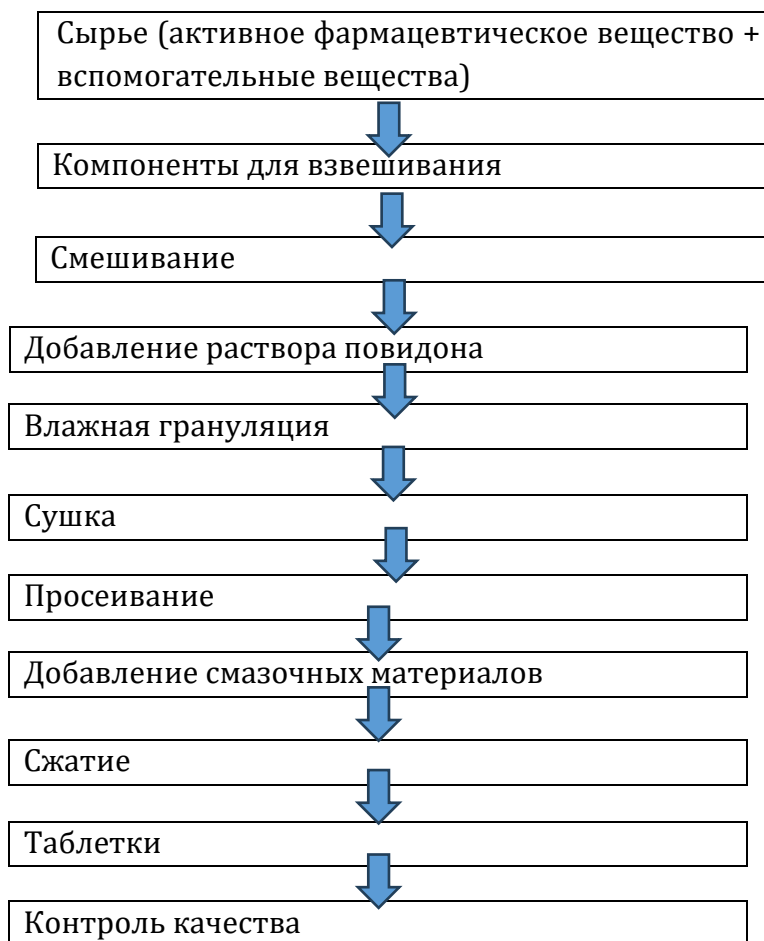 Сырье (активное фармацевтическое вещество +
вспомогательные вещества)
Компоненты для взвешивания
Смешивание
Добавление раствора повидона
Влажная грануляция
Сушка
Просеивание
Добавление смазочных материалов
Сжатие
Таблетки
Контроль качества